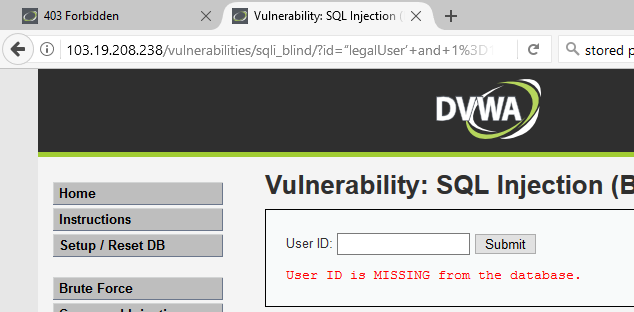 403 Forbidden
Vulnerability: SQL Injection (
103.19.208.238/vulnerabilities/sqli_blind/?id="legalUser'+and+1%3D
stored p
DVWA
Home
Instructions
Setup / Reset DB
Brute Force
Vulnerability: SQL Injection (B
User ID:
Submit
User ID is MISSING from the database.